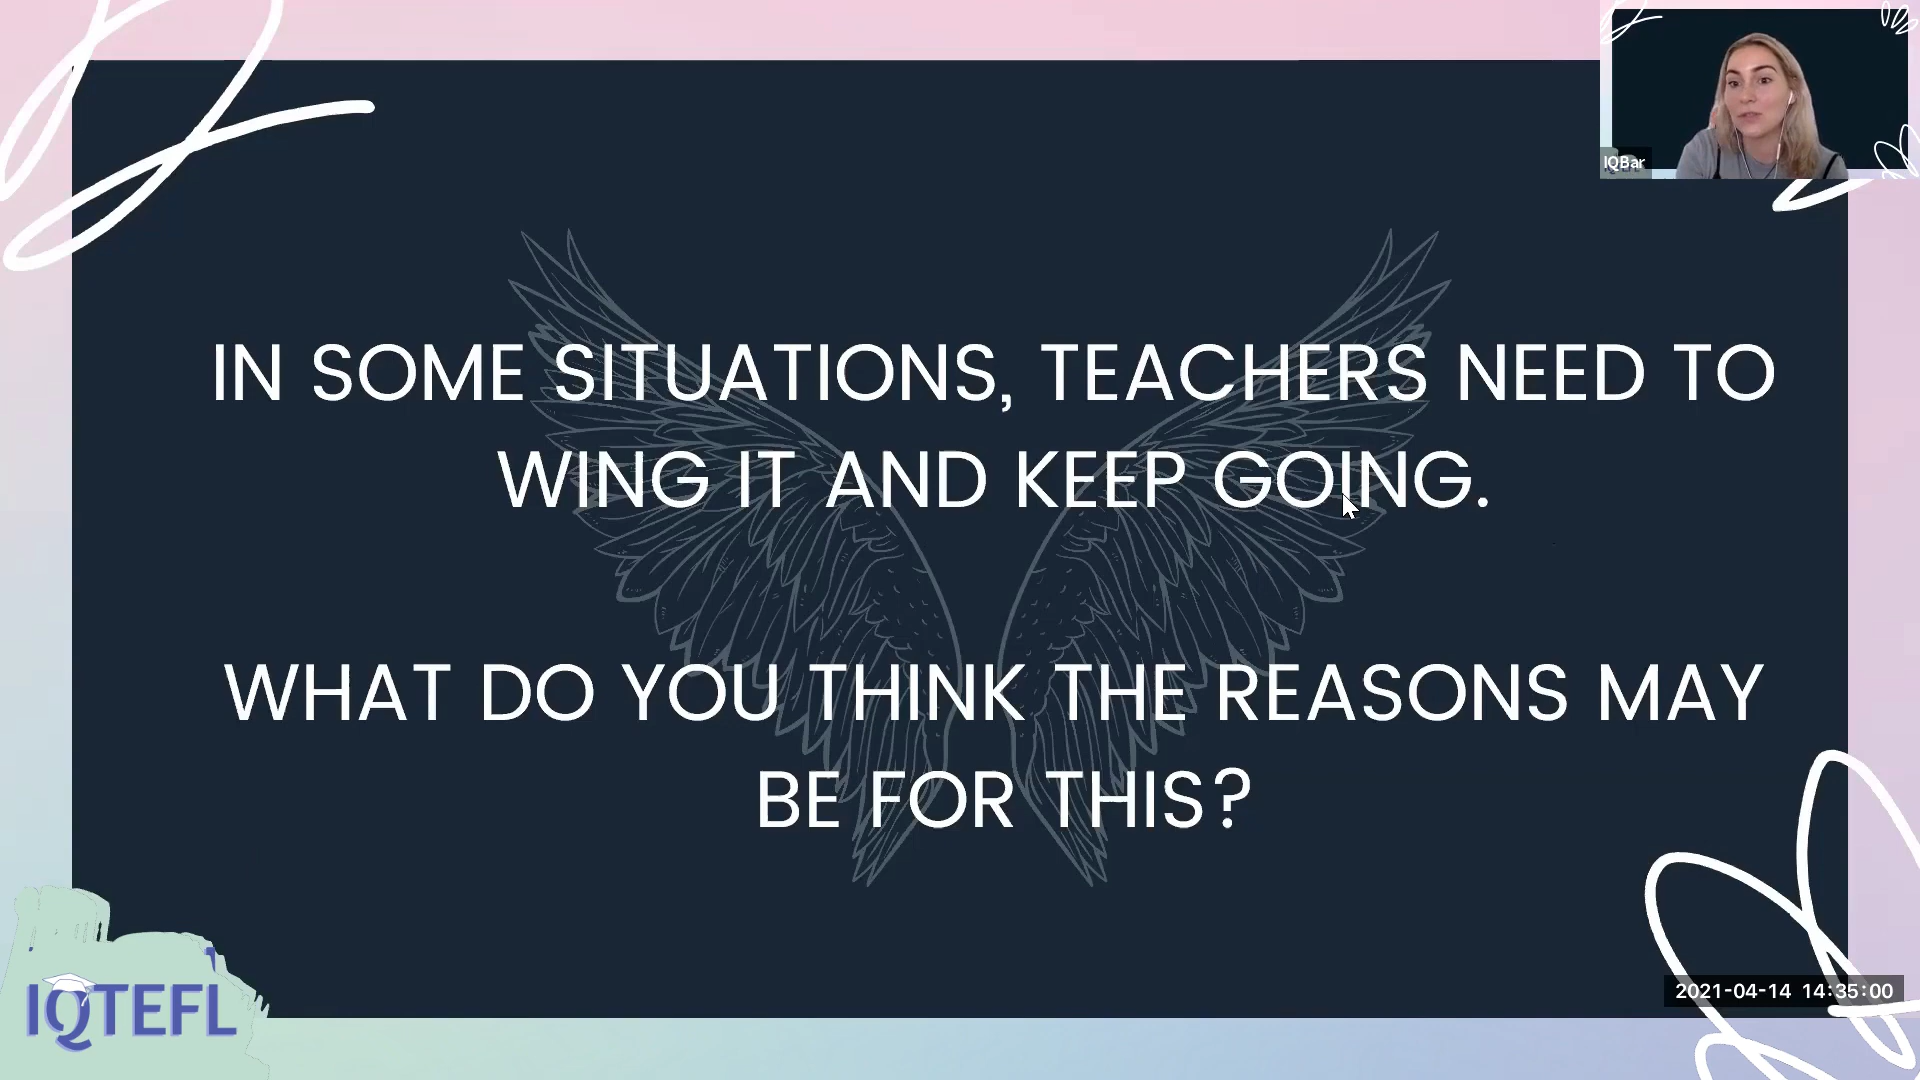 IQBar
IN SOME SITUATIONS, TEACHERS NEED TO
WING IT AND KEEP GOING.
WHAT DO YOU THINK THE REASONS MAY
BE FOR THIS?
IQTEFL
2021-04-14 14:35:00